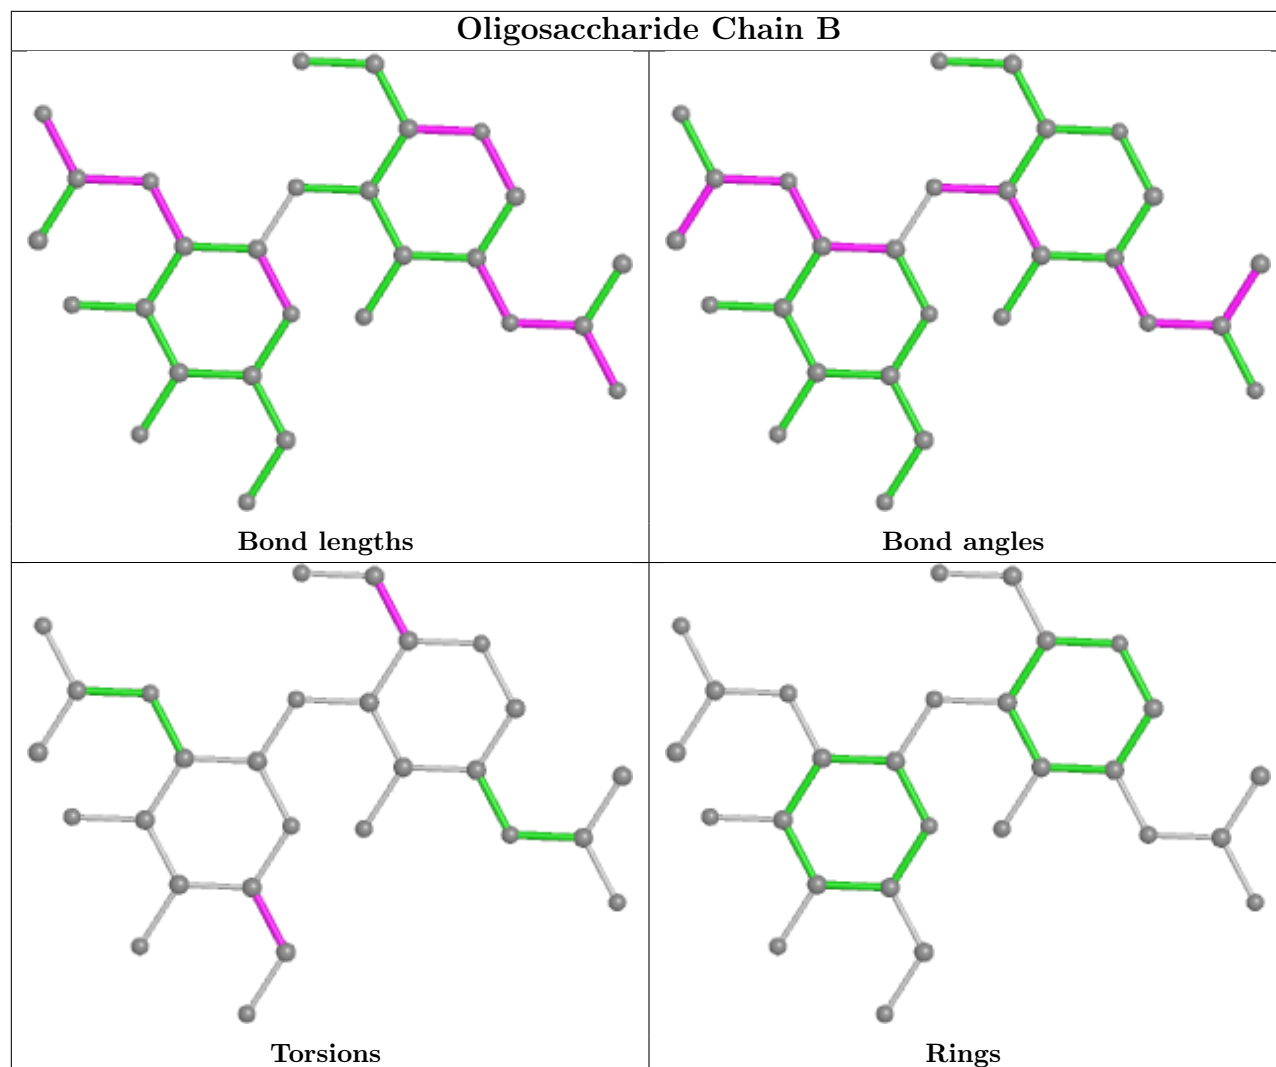 Oligosaccharide Chain B
Bond lengths
Bond angles
Torsions
Rings